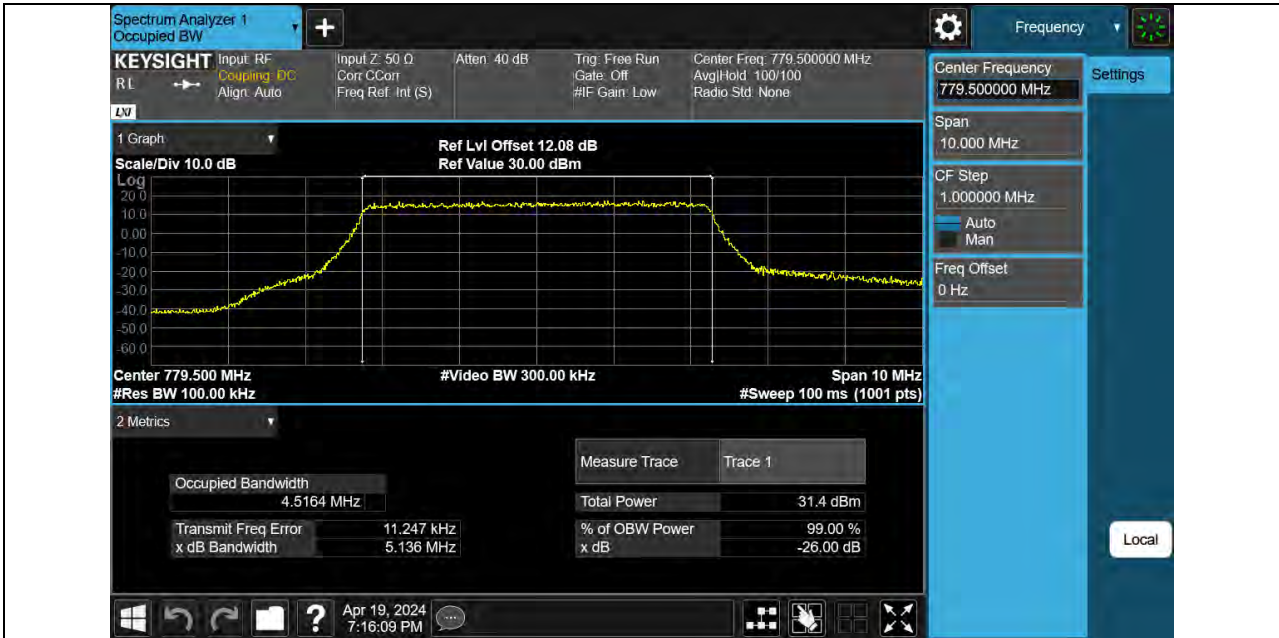 Spectrum Analyzer 1
Occupied BW
+
Frequency
KEYSIGHT
RL
LXI
Input: RF
Coupling: DC
Align: Auto
Input Z: 50 Ω
Corr CCorr
Freq Ref: Int (S)
Atten: 40 dB
Trig: Free Run
Gate: Off
#IF Gain: Low
Center Freq: 779.500000 MHz
Avg|Hold: 100/100
Radio Std: None
Center Frequency
779.500000 MHz
Settings
Span
10.000 MHz
CF Step
1.000000 MHz
Auto
Man
Freq Offset
0 Hz
Local
1 Graph
Scale/Div 10.0 dB
Ref Lvl Offset 12.08 dB
Ref Value 30.00 dBm
Log
20.0
10.0
0.00
-10.0
-20.0
-30.0
-40.0
-50.0
-60.0
Center 779.500 MHz
#Video BW 300.00 kHz
Span 10 MHz
#Res BW 100.00 kHz
#Sweep 100 ms (1001 pts)
2 Metrics
Measure Trace Trace 1
Occupied Bandwidth
4.5164 MHz
Total Power 31.4 dBm
Transmit Freq Error 11.247 kHz
% of OBW Power 99.00 %
x dB Bandwidth 5.136 MHz
x dB -26.00 dB
?
Apr 19, 2024
7:16:09 PM